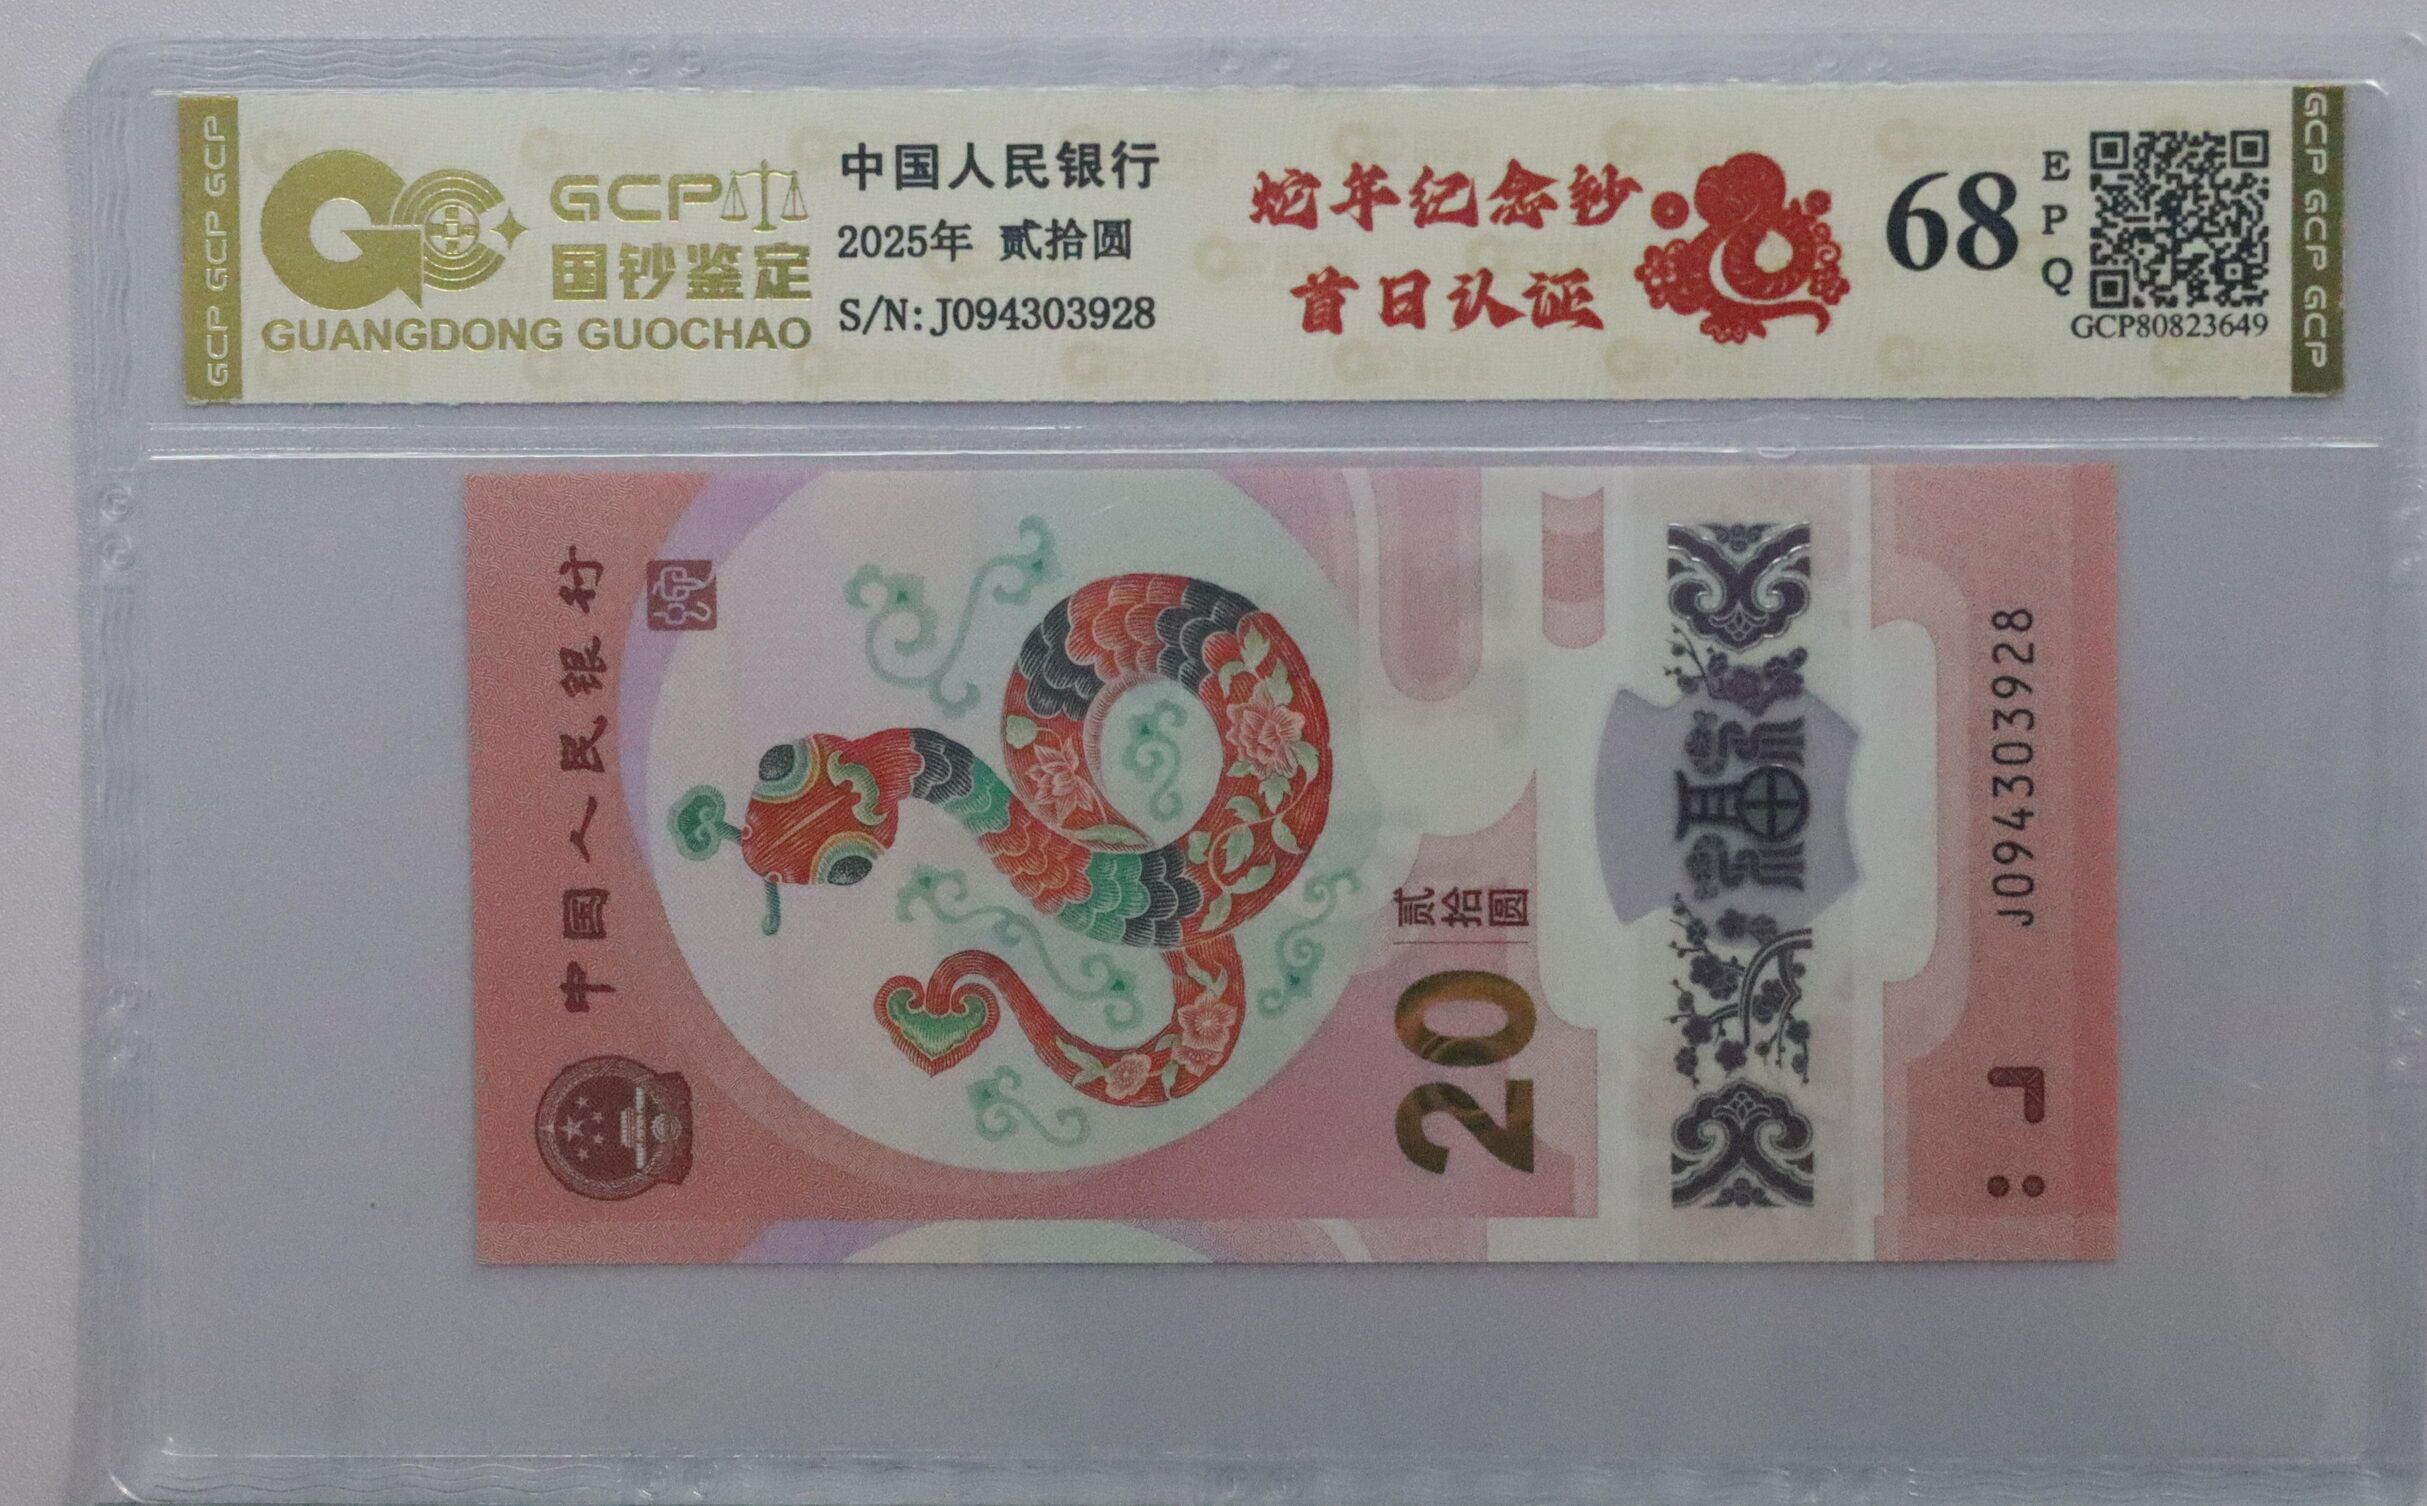 GCP GCP GCP
GCP
国钞鉴定
GUANGDONG GUOCHAO
中国人民银行
2025年 贰拾圆
S/N: J094303928
蛇年纪念钞
首日认证
68
EPQ
GCP80823649
GCP GCP GCP
中国人民银行
福
20
贰拾圆
J094303928